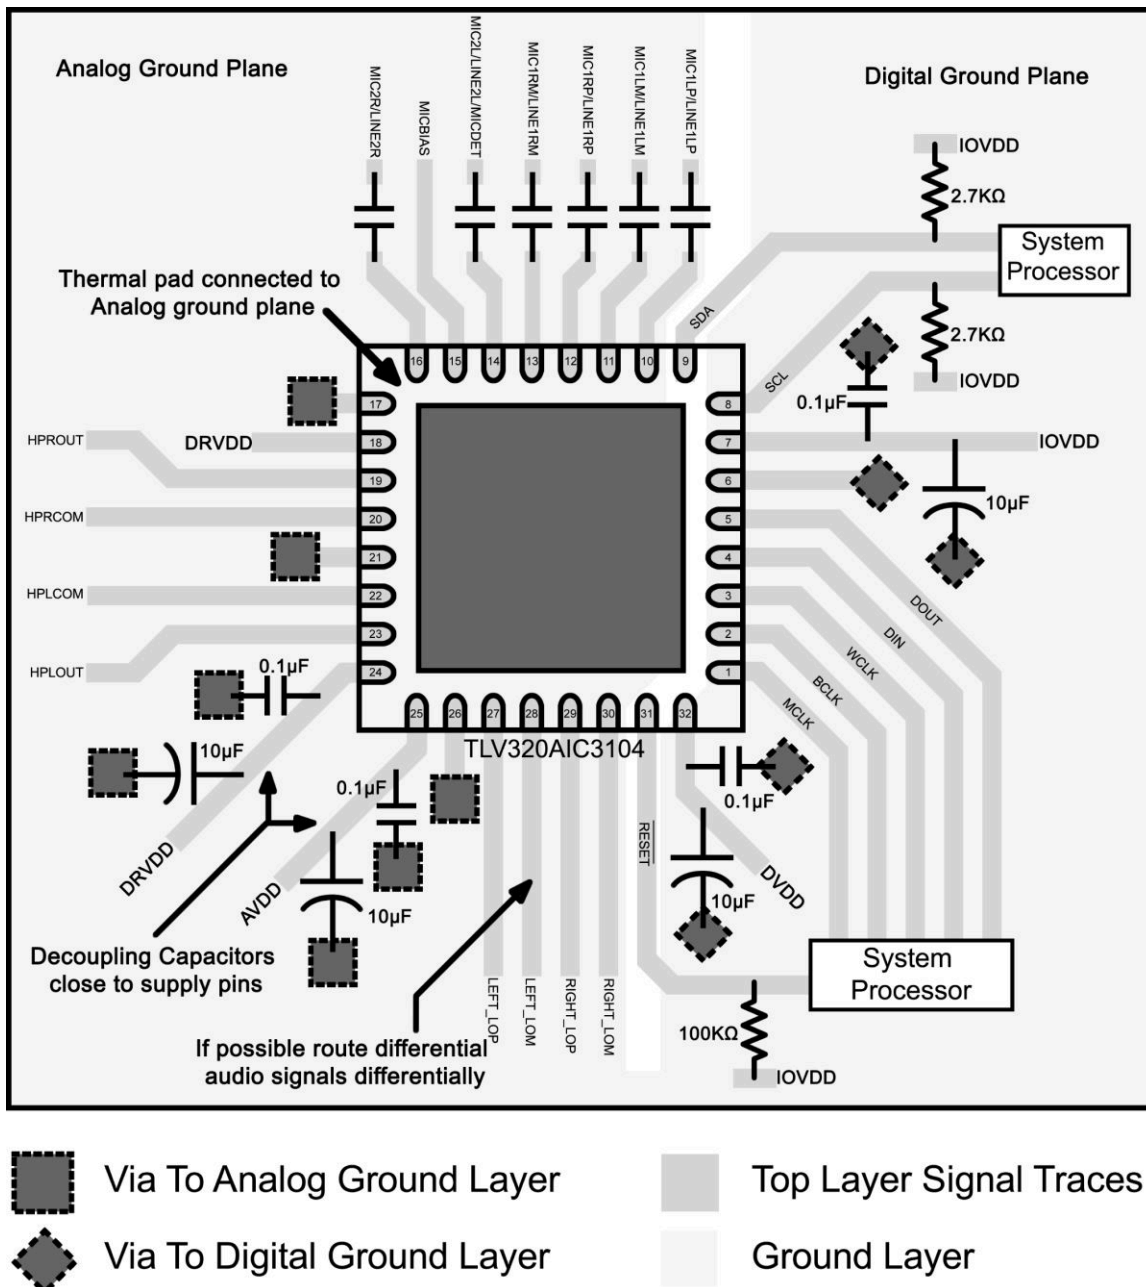 Analog Ground Plane
Digital Ground Plane
MIC2R/LINE2R
MICBIAS
MIC2L/LINE2L/MICDET
MIC1RM/LINE1RM
MIC1RP/LINE1RP
MIC1LM/LINE1LM
MIC1LP/LINE1LP
IOVDD
2.7KΩ
System
Processor
Thermal pad connected to
Analog ground plane
SDA
2.7KΩ
SCL
IOVDD
0.1µF
16
15
14
13
12
11
10
9
17
8
HPROUT
DRVDD
18
7
IOVDD
19
6
10µF
HPRCOM
20
5
21
4
HPLCOM
22
3
DOUT
DIN
WCLK
BCLK
MCLK
23
2
HPLOUT
24
1
0.1µF
25
26
27
28
29
30
31
32
TLV320AIC3104
10µF
0.1µF
0.1µF
DRVDD
AVDD
10µF
RESET
10µF
DVDD
Decoupling Capacitors
close to supply pins
System
Processor
LEFT_LOP
LEFT_LOM
RIGHT_LOP
RIGHT_LOM
100KΩ
If possible route differential
audio signals differentially
IOVDD
Via To Analog Ground Layer
Top Layer Signal Traces
Via To Digital Ground Layer
Ground Layer